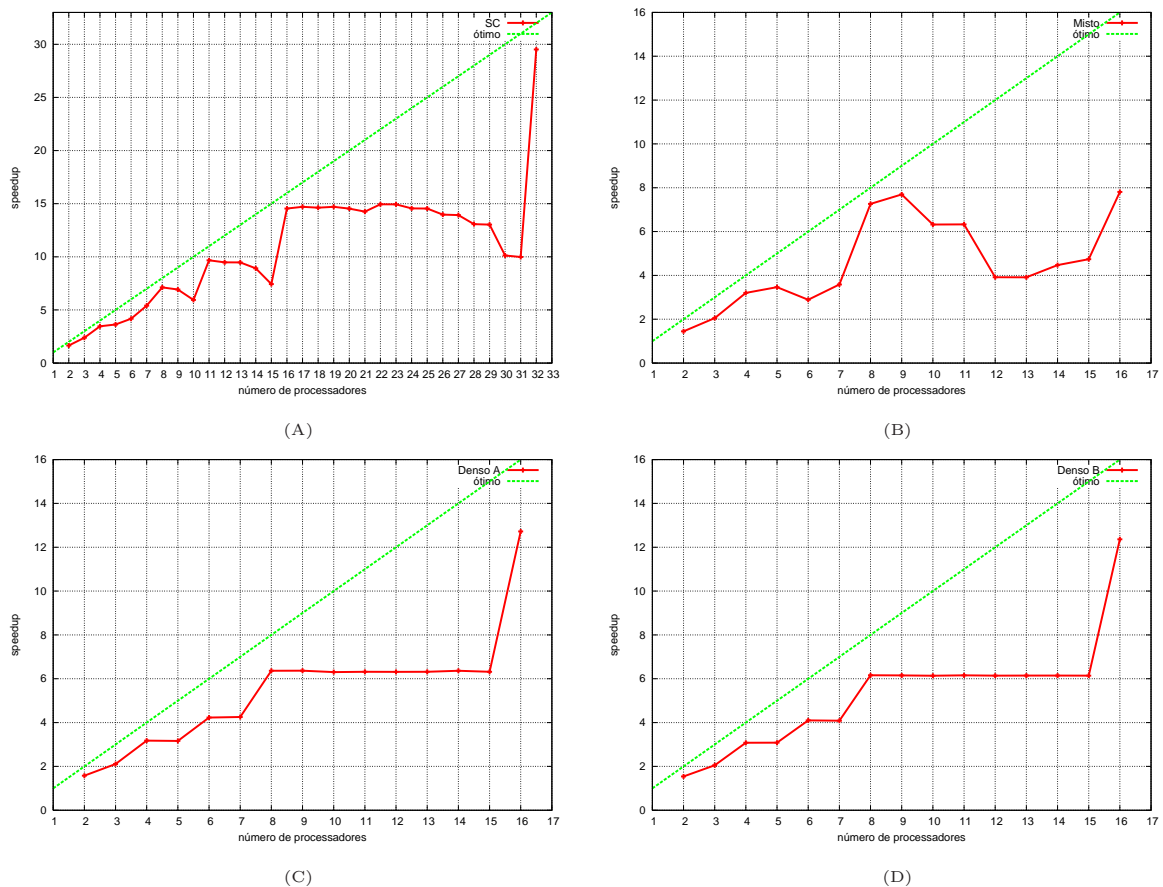 SC
ótimo
speedup
30
25
20
15
10
5
0
1 2 3 4 5 6 7 8 9 10 11 12 13 14 15 16 17 18 19 20 21 22 23 24 25 26 27 28 29 30 31 32 33
número de processadores
(A)
Misto
ótimo
speedup
16
14
12
10
8
6
4
2
0
1 2 3 4 5 6 7 8 9 10 11 12 13 14 15 16 17
número de processadores
(B)
Denso A
ótimo
speedup
16
14
12
10
8
6
4
2
0
1 2 3 4 5 6 7 8 9 10 11 12 13 14 15 16 17
número de processadores
(C)
Denso B
ótimo
speedup
16
14
12
10
8
6
4
2
0
1 2 3 4 5 6 7 8 9 10 11 12 13 14 15 16 17
número de processadores
(D)